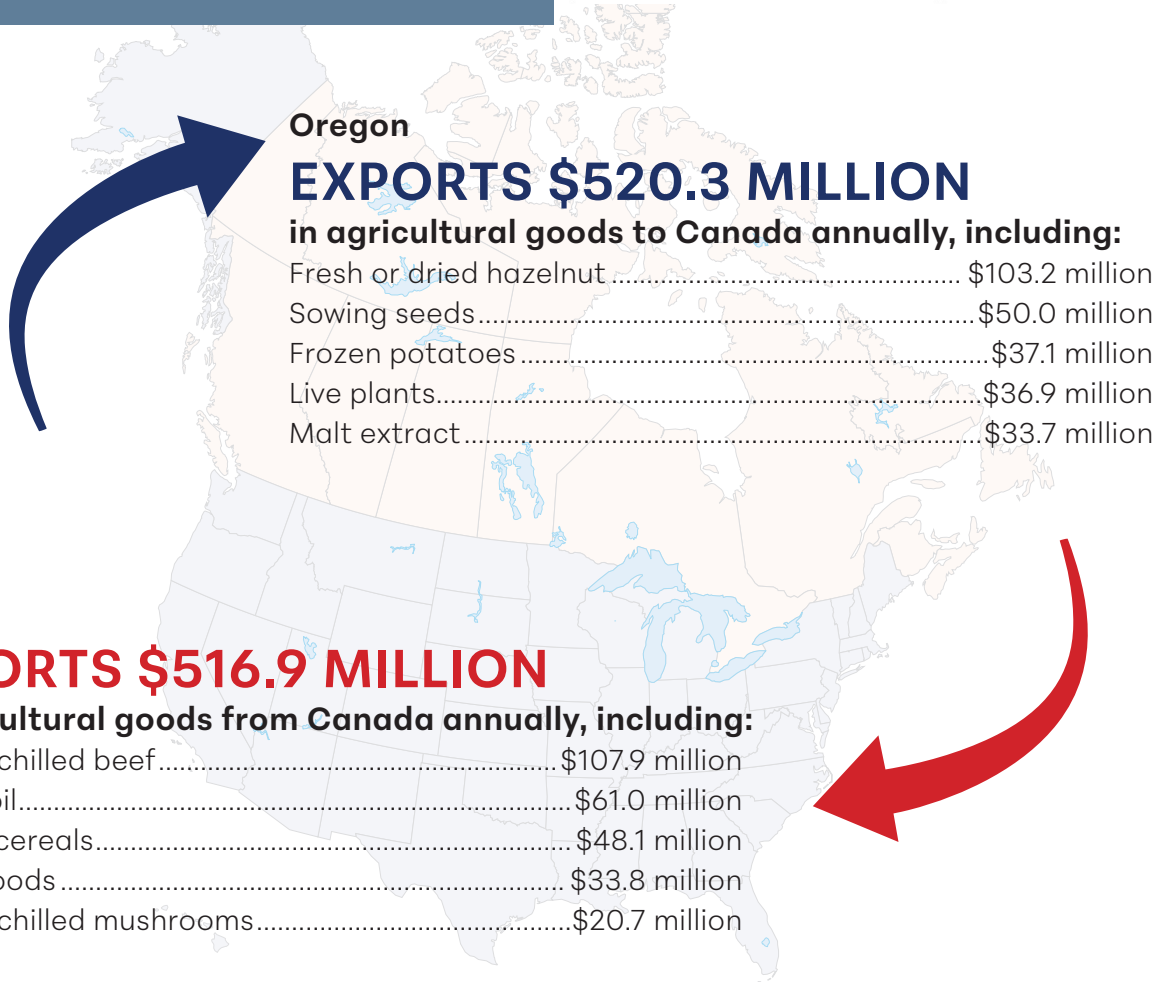 Oregon
EXPORTS $520.3 MILLION
in agricultural goods to Canada annually, including:
Fresh or dried hazelnut ........................................... $103.2 million
Sowing seeds..............................................................$50.0 million
Frozen potatoes ..........................................................$37.1 million
Live plants....................................................................$36.9 million
Malt extract ................................................................$33.7 million
ORTS $516.9 MILLION
ultural goods from Canada annually, including:
chilled beef.................................................$107.9 million
oil.....................................................................$61.0 million
cereals........................................................... $48.1 million
oods ............................................................... $33.8 million
chilled mushrooms.......................................$20.7 million